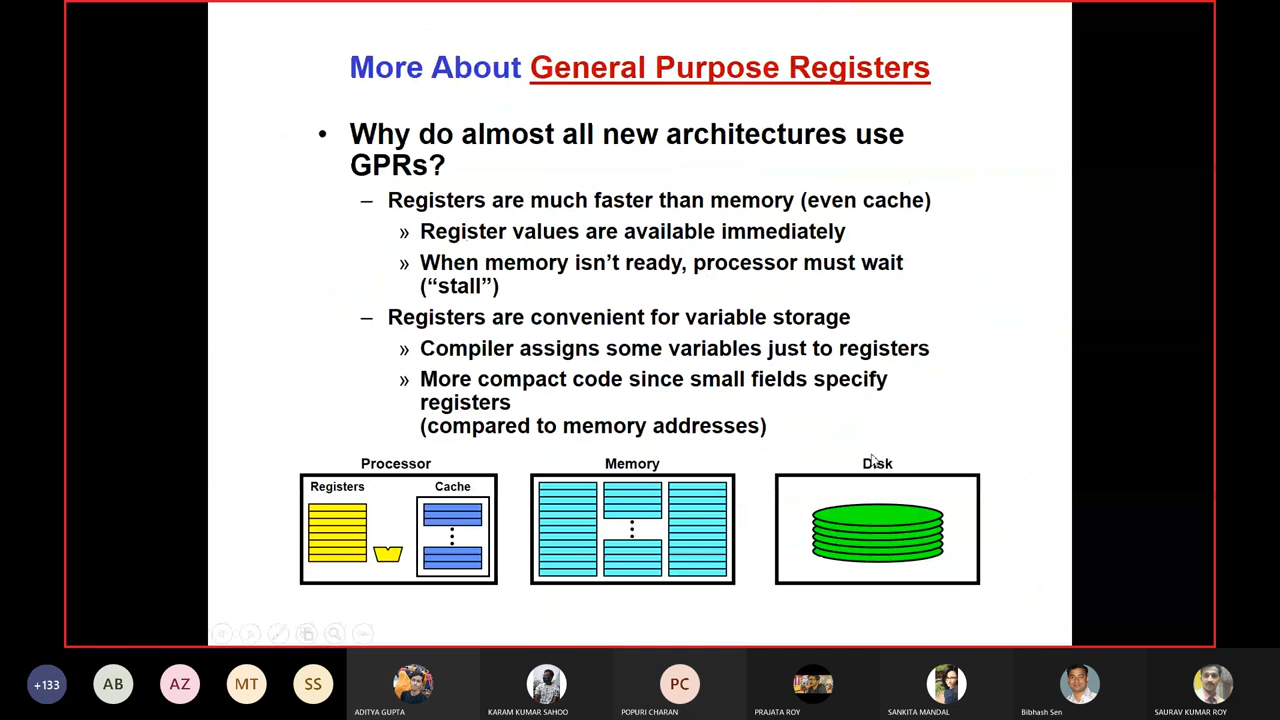 More About General Purpose Registers
• Why do almost all new architectures use
GPRs?
– Registers are much faster than memory (even cache)
» Register values are available immediately
» When memory isn’t ready, processor must wait
(“stall”)
– Registers are convenient for variable storage
» Compiler assigns some variables just to registers
» More compact code since small fields specify
registers
(compared to memory addresses)
Processor
Memory
Disk
Registers
Cache
+133
AB
AZ
MT
SS
PC
ADITYA GUPTA
KARAM KUMAR SAHOO
POPURI CHARAN
PRAJATA ROY
SANKITA MANDAL
Bibhash Sen
SAURAV KUMAR ROY